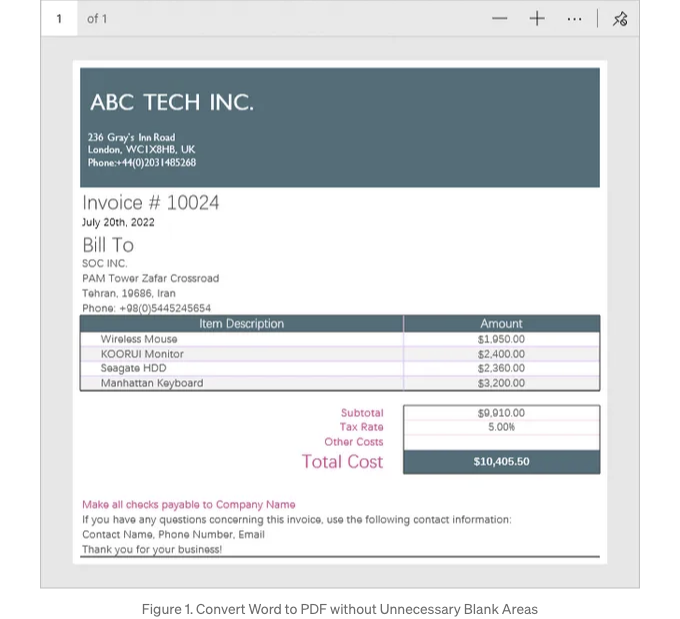 1 of 1
ABC TECH INC.
236 Gray's Inn Road
London, WC1X8HB, UK
Phone:+44(0)2031485268
Invoice # 10024
July 20th, 2022
Bill To
SOC INC.
PAM Tower Zafar Crossroad
Tehran, 19686, Iran
Phone: +98(0)5445245654
Item Description Amount
Wireless Mouse $1,950.00
KOORUI Monitor $2,400.00
Seagate HDD $2,360.00
Manhattan Keyboard $3,200.00
Subtotal $9,910.00
Tax Rate 5.00%
Other Costs
Total Cost $10,405.50
Make all checks payable to Company Name
If you have any questions concerning this invoice, use the following contact information:
Contact Name, Phone Number, Email
Thank you for your business!
Figure 1. Convert Word to PDF without Unnecessary Blank Areas